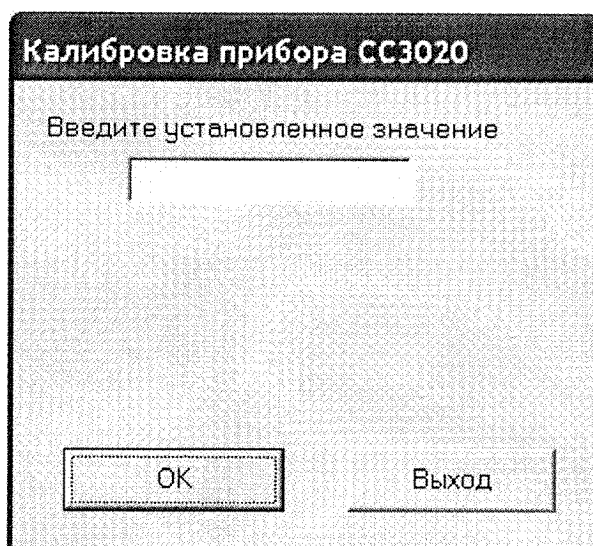 Калибровка прибора СС3020
Введите установленное значение
OK
Выход